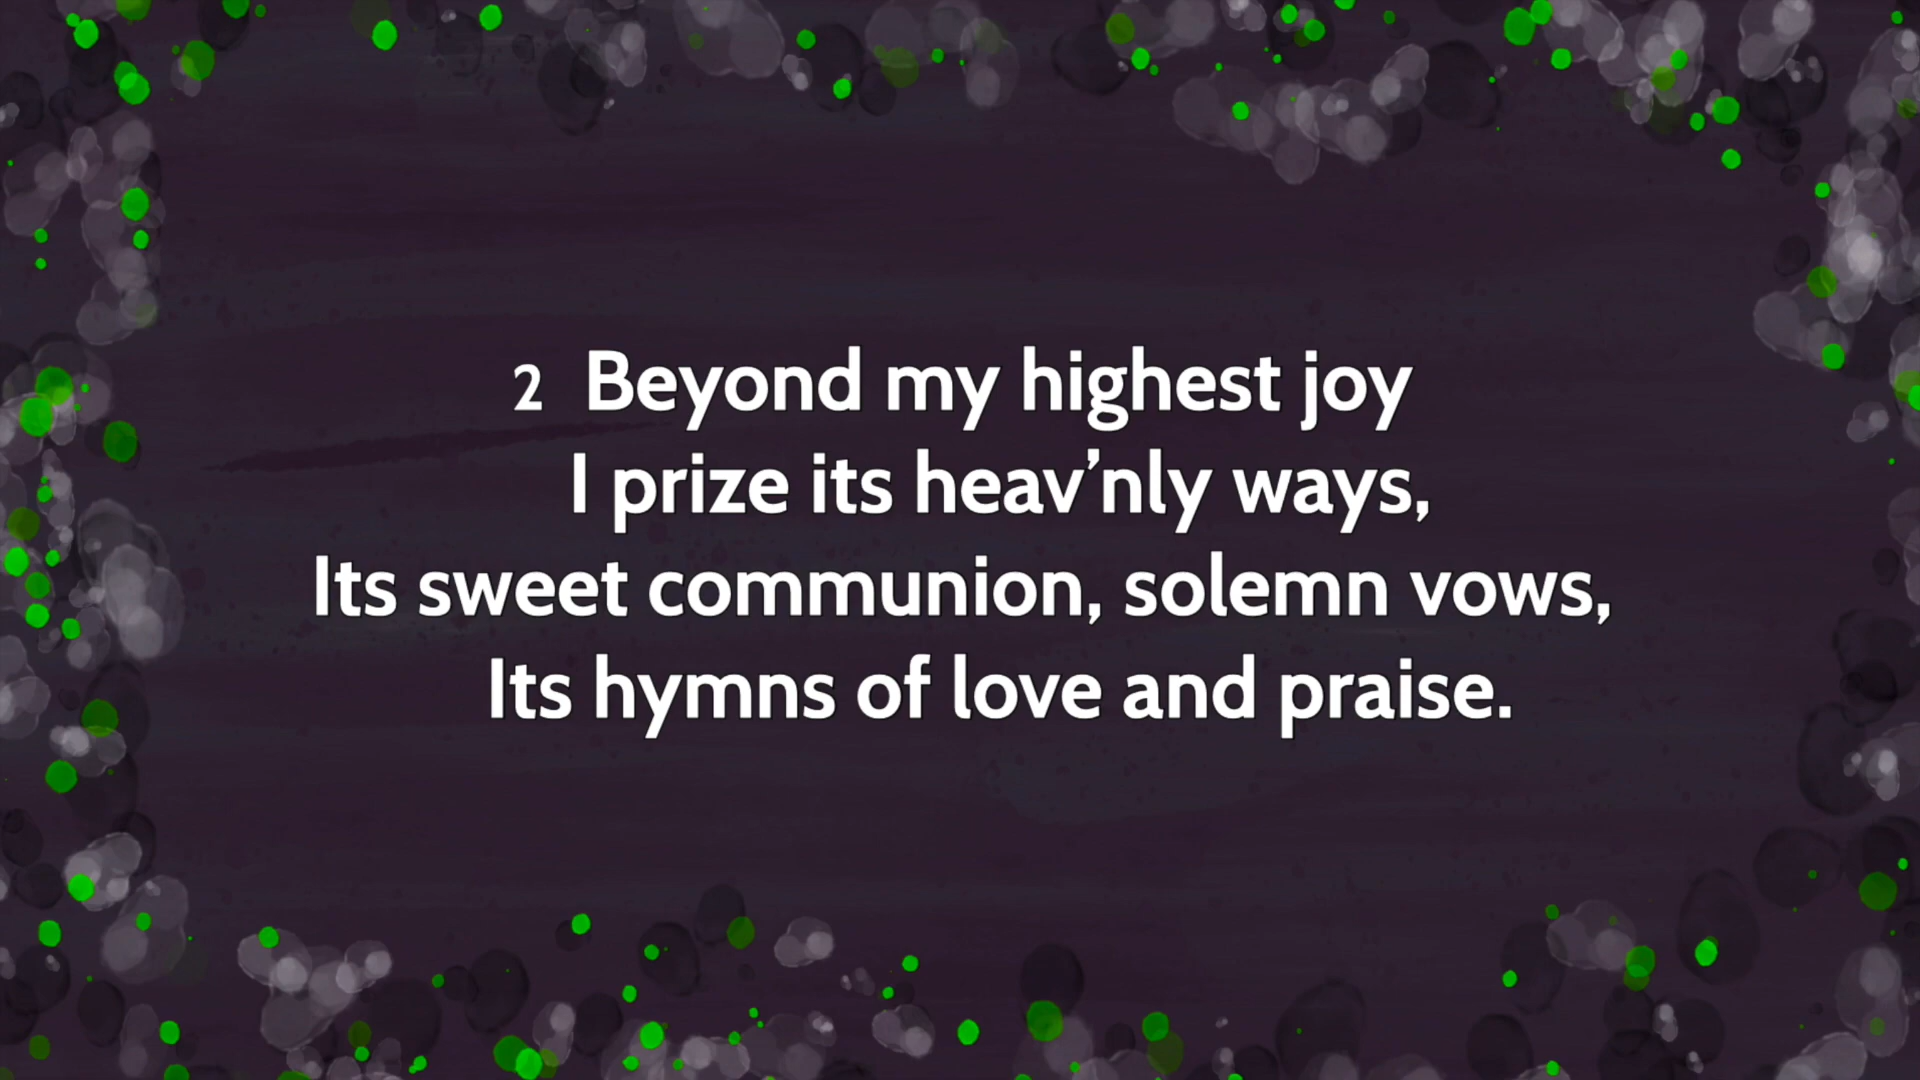 2 Beyond my highest joy
I prize its heav’nly ways,
Its sweet communion, solemn vows,
Its hymns of love and praise.